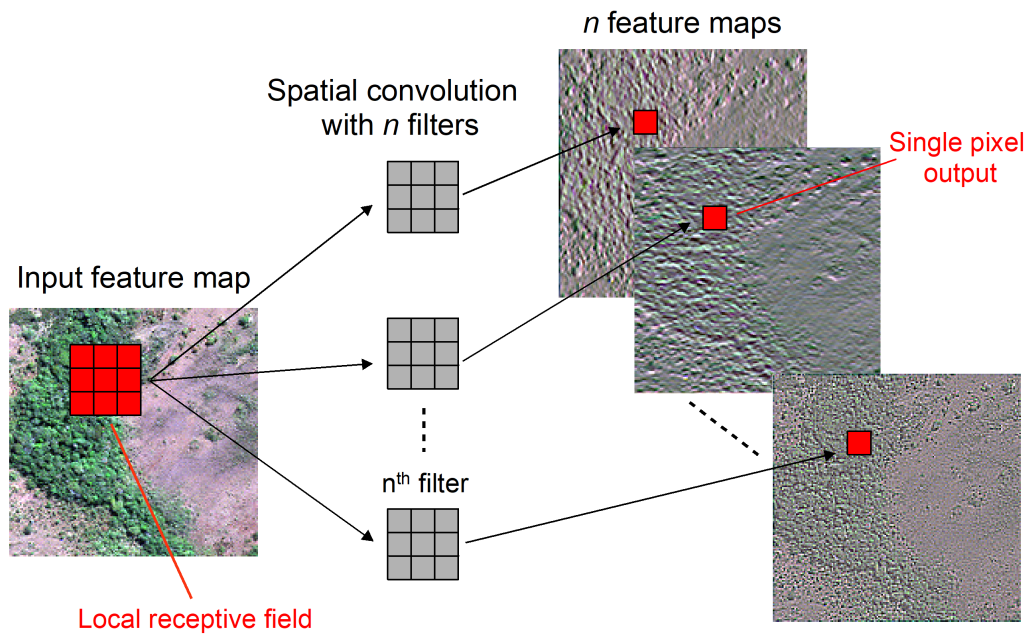 n feature maps
Spatial convolution
with n filters
Single pixel
output
Input feature map
nth filter
Local receptive field